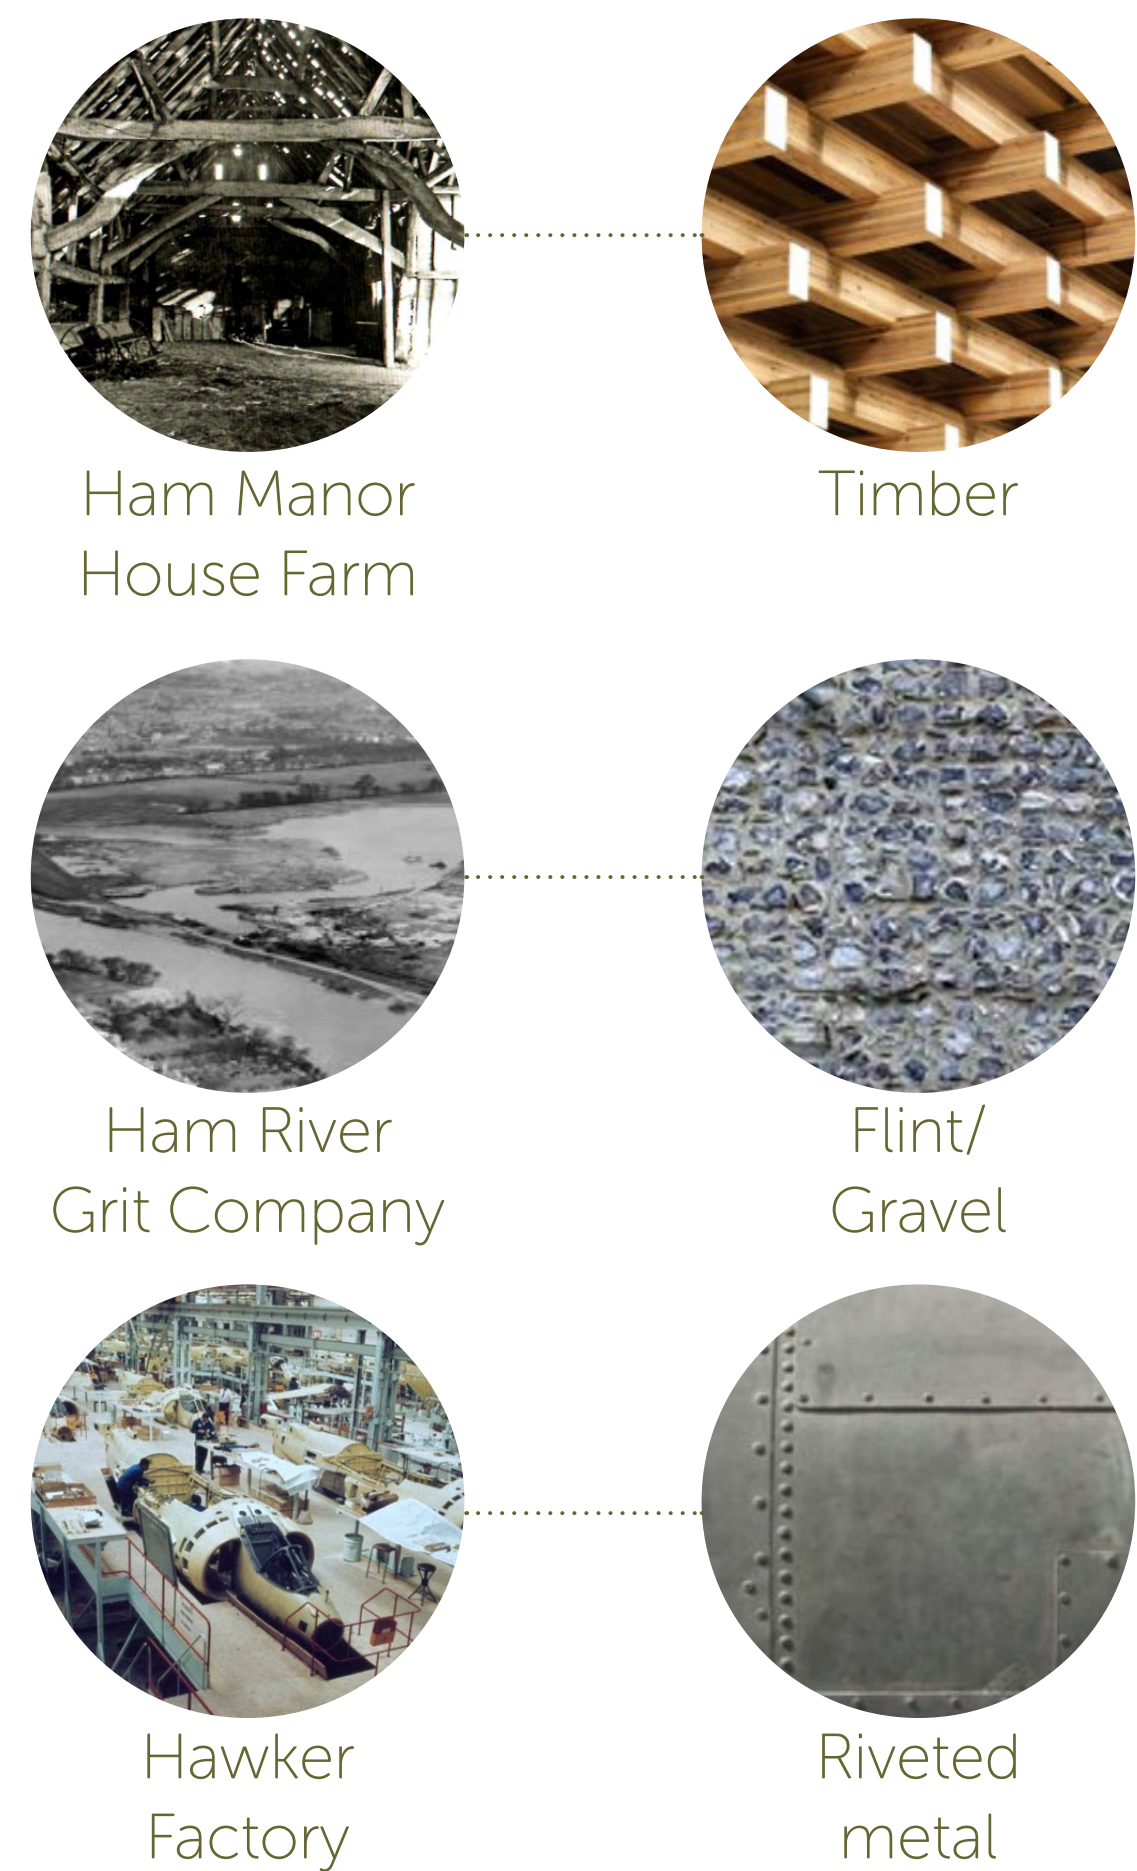 Ham Manor
House Farm
Timber
Ham River
Grit Company
Flint/
Gravel
Hawker
Factory
Riveted
metal